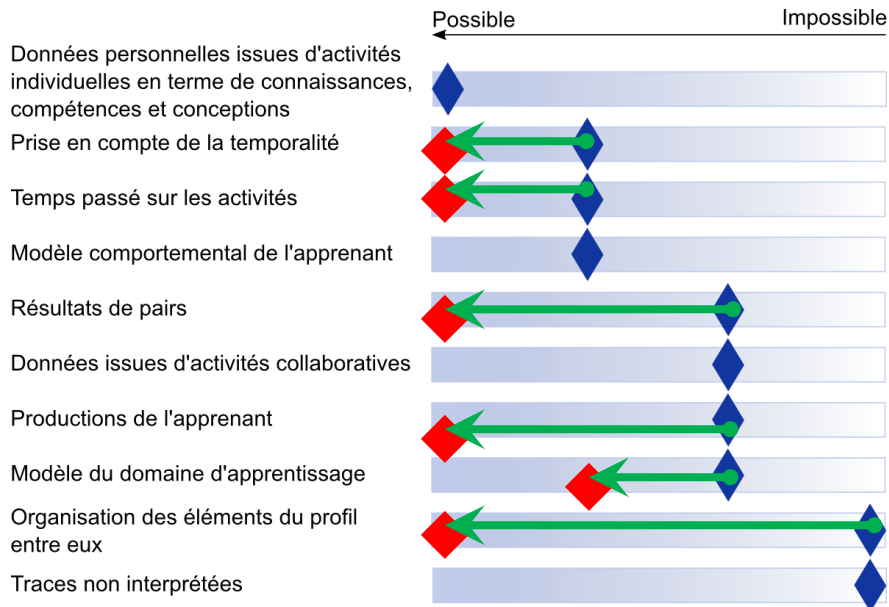 Possible
Impossible
Données personnelles issues d'activités
individuelles en terme de connaissances,
compétences et conceptions
Prise en compte de la temporalité
Temps passé sur les activités
Modèle comportemental de l'apprenant
Résultats de pairs
Données issues d'activités collaboratives
Productions de l'apprenant
Modèle du domaine d'apprentissage
Organisation des éléments du profil
entre eux
Traces non interprétées